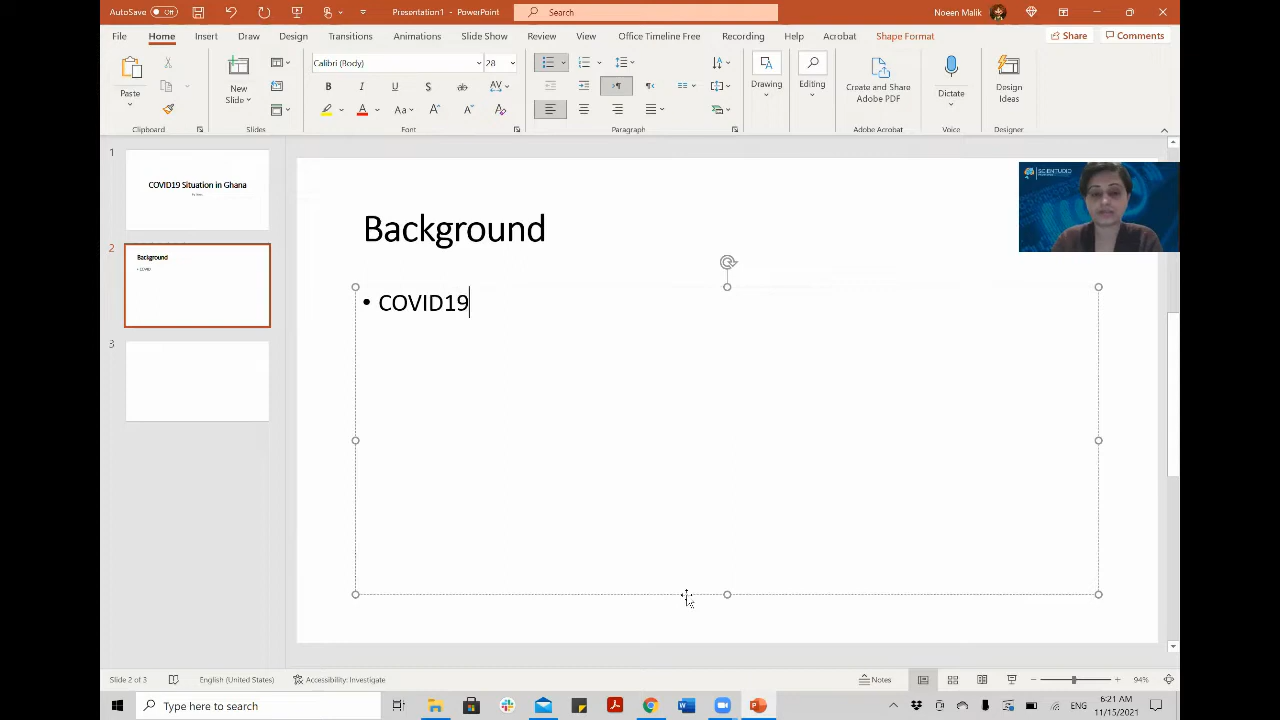 AutoSave Off
Presentation1 - PowerPoint
Search
Noeen Malik
File Home Insert Draw Design Transitions Animations Slide Show Review View Office Timeline Free Recording Help Acrobat Shape Format
Share Comments
Paste
New Slide
Calibri (Body) 28
Drawing
Editing
Create and Share Adobe PDF
Dictate
Design Ideas
Clipboard Slides Font Paragraph Adobe Acrobat Voice Designer
1
COVID19 Situation in Ghana
2
Background
• COVID
3
SCIENTUDIO
Background
• COVID19
Slide 2 of 3 English (United States) Accessibility: Investigate Notes 94%
Type here to search
6:21 AM
11/15/2021